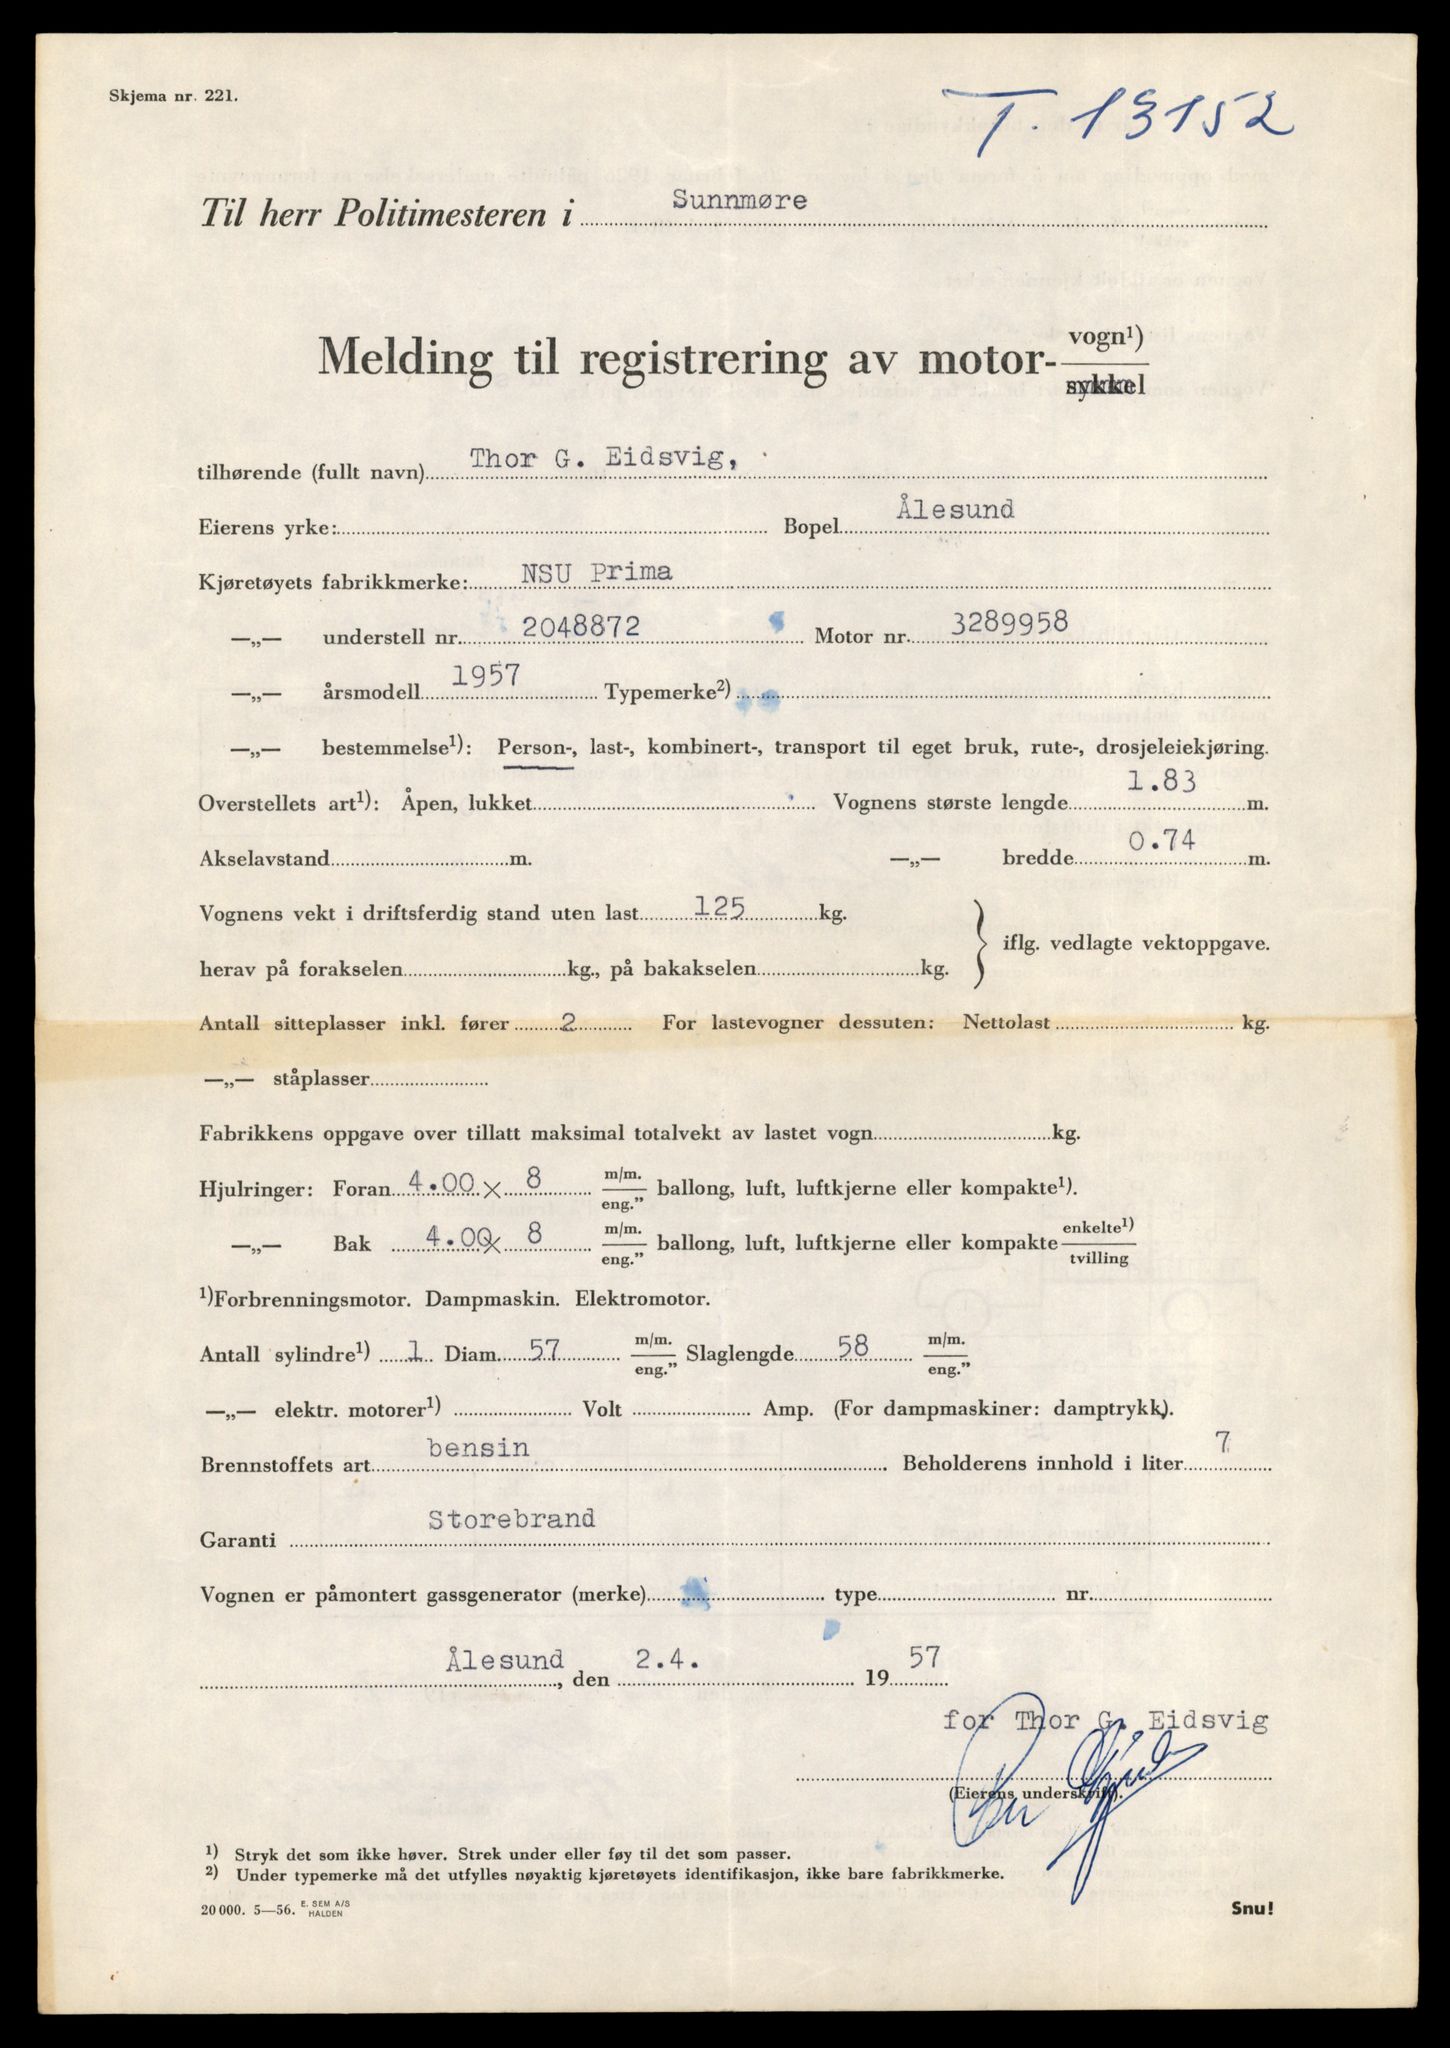 Skjema nr. 221.
T. 13152
Til herr Politimesteren i Sunnmøre
Melding til registrering av motor- vogn¹)
sykkel
tilhørende (fullt navn) Thor G. Eidsvig,
Eierens yrke: Bopel Ålesund
Kjøretøyets fabrikkmerke: NSU Prima
—„— understell nr. 2048872 Motor nr. 3289958
—„— årsmodell 1957 Typemerke²)
—„— bestemmelse¹): Person-, last-, kombinert-, transport til eget bruk, rute-, drosjeleiekjøring.
Overstellets art¹): Åpen, lukket Vognens største lengde 1.83 m.
Akselavstand m. —„— bredde 0.74 m.
Vognens vekt i driftsferdig stand uten last 125 kg.
iflg. vedlagte vektoppgave.
herav på forakselen kg., på bakakselen kg.
Antall sitteplasser inkl. fører 2 For lastevogner dessuten: Nettolast kg.
—„— ståplasser
Fabrikkens oppgave over tillatt maksimal totalvekt av lastet vogn kg.
Hjulringer: Foran 4.00 × 8 m/m. eng.” ballong, luft, luftkjerne eller kompakte¹).
—„— Bak 4.00 × 8 m/m. eng.” ballong, luft, luftkjerne eller kompakte enkelte¹) tvilling
¹)Forbrenningsmotor. Dampmaskin. Elektromotor.
Antall sylindre¹) 1 Diam. 57 m/m. eng.” Slaglengde 58 m/m. eng.”
—„— elektr. motorer¹) Volt Amp. (For dampmaskiner: damptrykk).
Brennstoffets art bensin Beholderens innhold i liter 7
Garanti Storebrand
Vognen er påmontert gassgenerator (merke) type nr.
Ålesund, den 2.4. 1957
for Thor G. Eidsvig
(Eierens underskrift).
¹) Stryk det som ikke høver. Strek under eller føy til det som passer.
²) Under typemerke må det utfylles nøyaktig kjøretøyets identifikasjon, ikke bare fabrikkmerke.
20 000. 5—56. E. SEM A/S HALDEN
Snu!